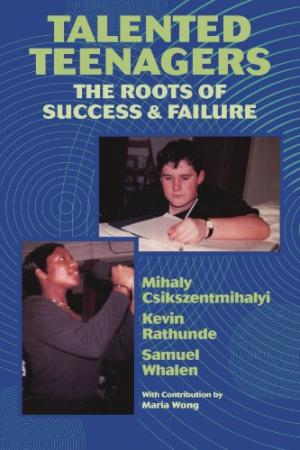 TALENTED
TEENAGERS
THE ROOTS OF
SUCCESS & FAILURE
Mihaly
Csikszentmihalyi
Kevin
Rathunde
Samuel
Whalen
With Contribution by
Maria Wong